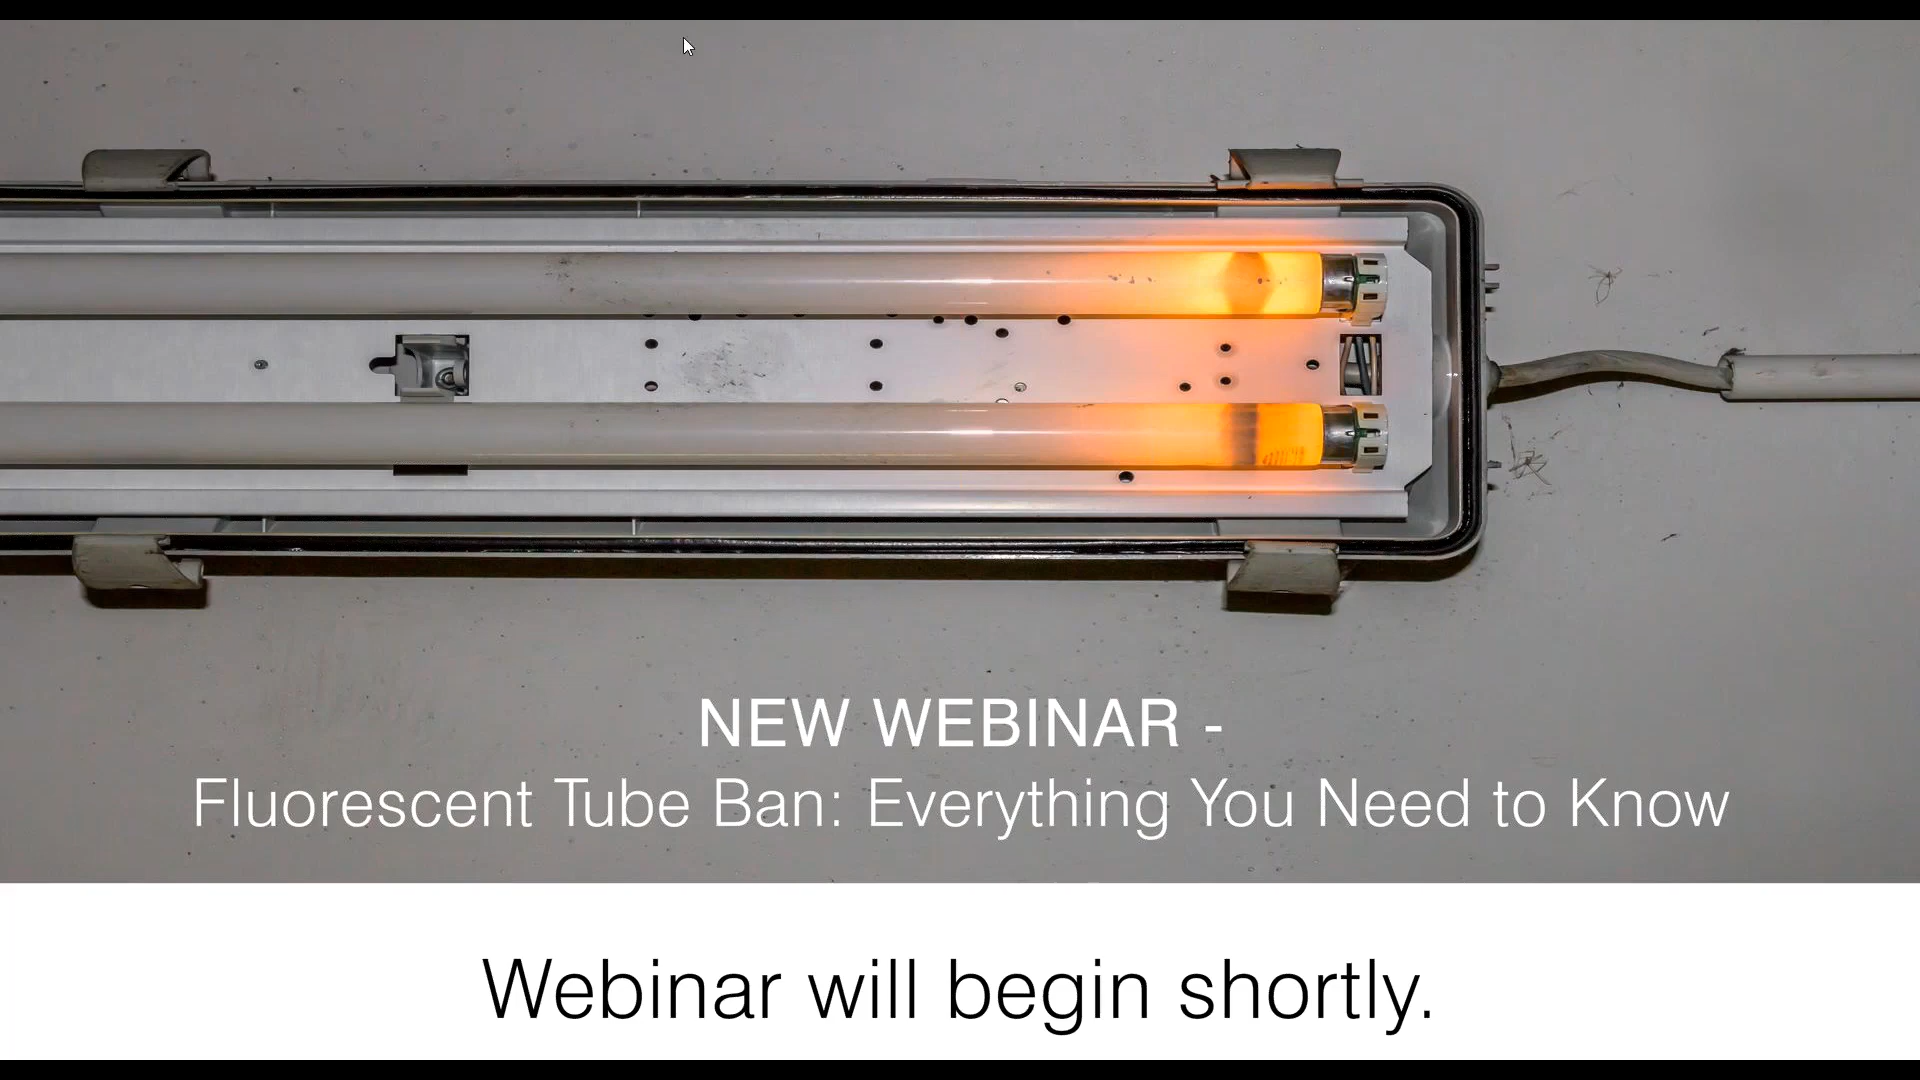 NEW WEBINAR -
Fluorescent Tube Ban: Everything You Need to Know
Webinar will begin shortly.